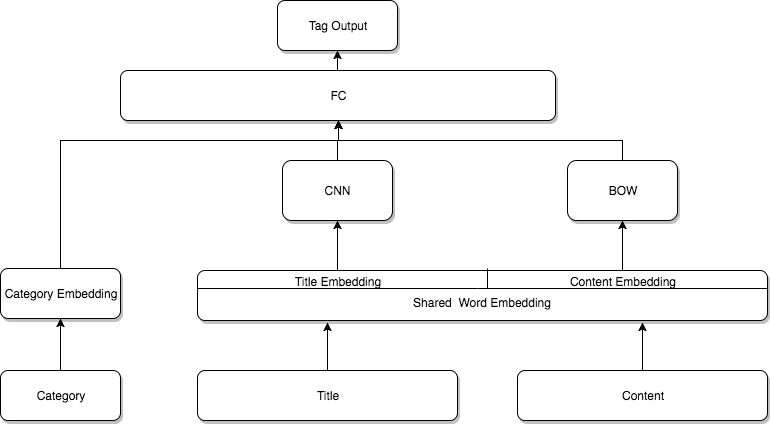 Tag Output
FC
CNN
BOW
Category Embedding
Title Embedding
Content Embedding
Shared Word Embedding
Category
Title
Content